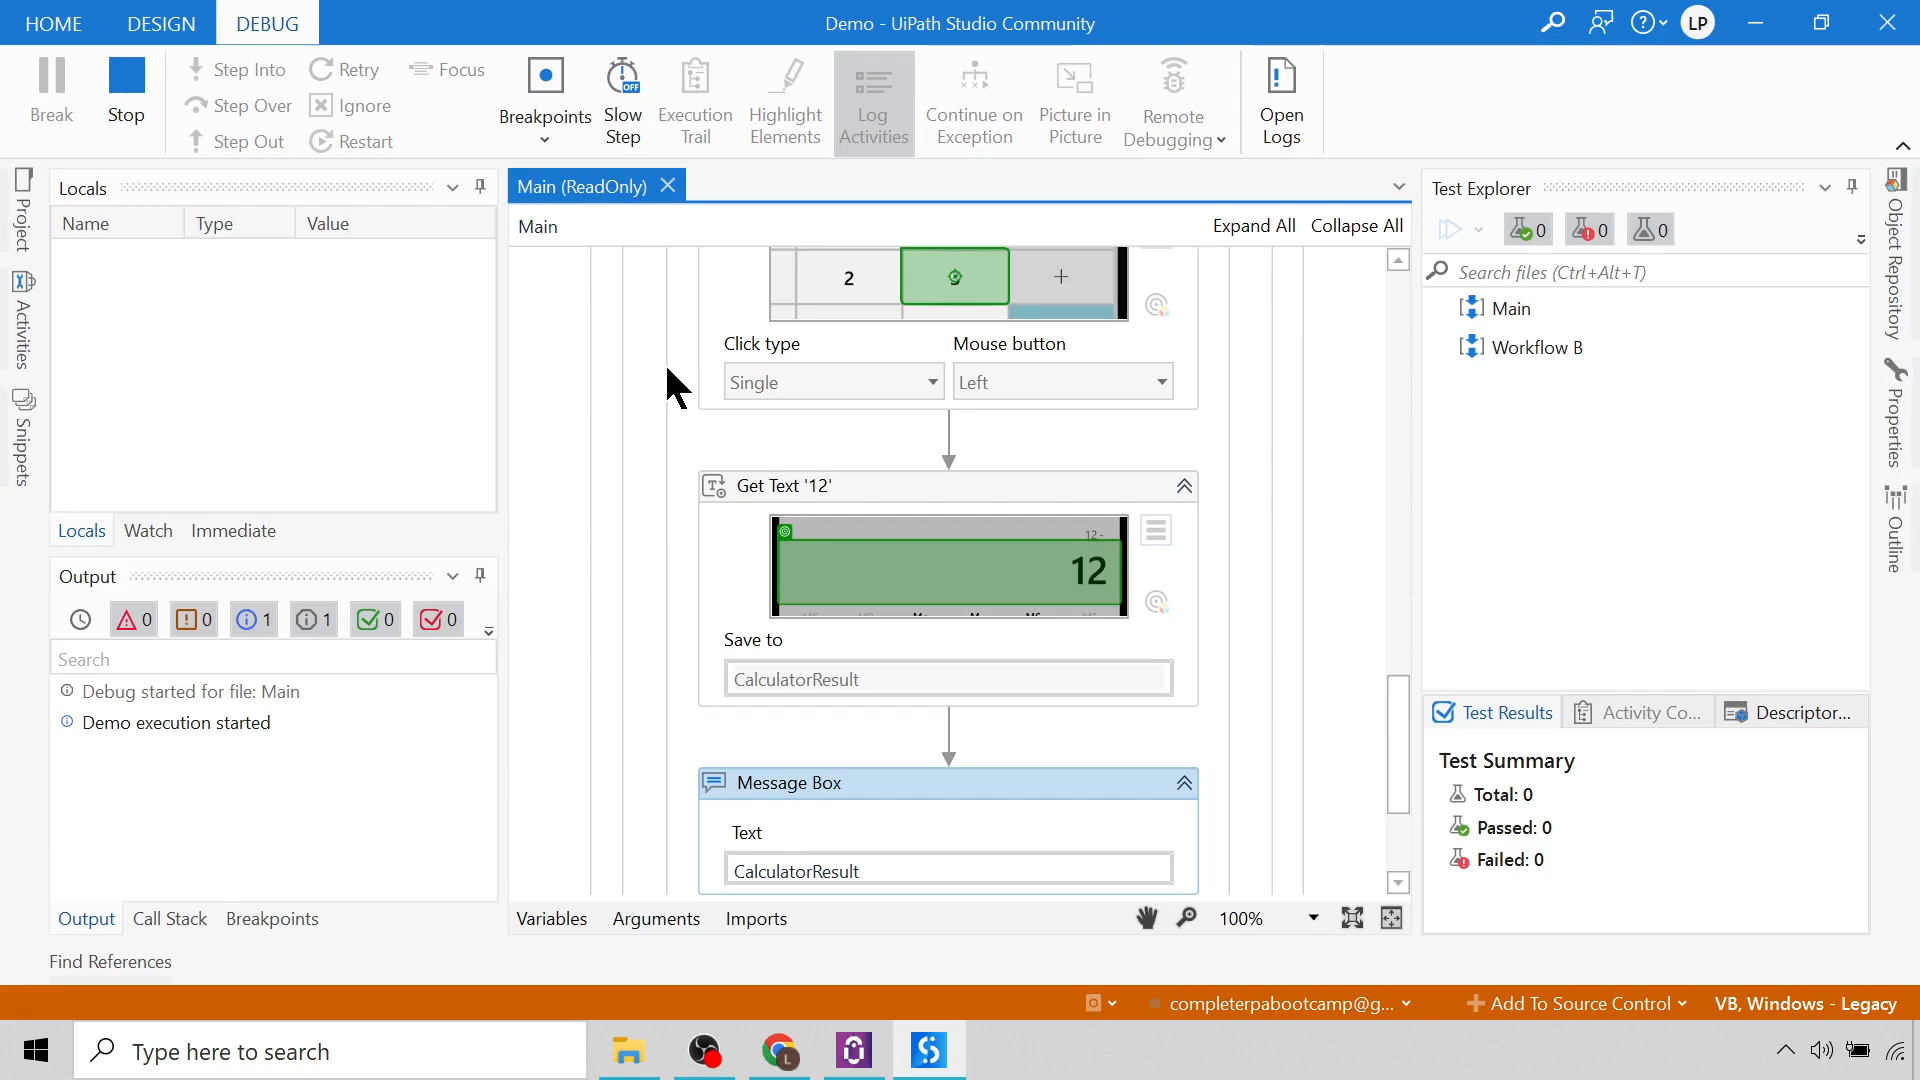 HOME DESIGN DEBUG Demo - UiPath Studio Community LP
Break Stop Step Into Retry Focus
Step Over Ignore
Step Out Restart
Breakpoints Slow Step OFF Execution Trail Highlight Elements Log Activities Continue on Exception Picture in Picture Remote Debugging Open Logs
Project
Activities
Snippets
Locals
Name Type Value
Locals Watch Immediate
Output
0 0 1 1 0 0
Search
Debug started for file: Main
Demo execution started
Output Call Stack Breakpoints
Find References
Main (ReadOnly)
Main Expand All Collapse All
2 +
Click type Mouse button
Single Left
Get Text '12'
12 -
12
Save to
CalculatorResult
Message Box
Text
CalculatorResult
Variables Arguments Imports 100%
Test Explorer
0 0 0
Search files (Ctrl+Alt+T)
Main
Workflow B
Test Results Activity Co... Descriptor...
Test Summary
Total: 0
Passed: 0
Failed: 0
Object Repository
Properties
Outline
completerpabootcamp@g... Add To Source Control VB, Windows - Legacy
Type here to search
L